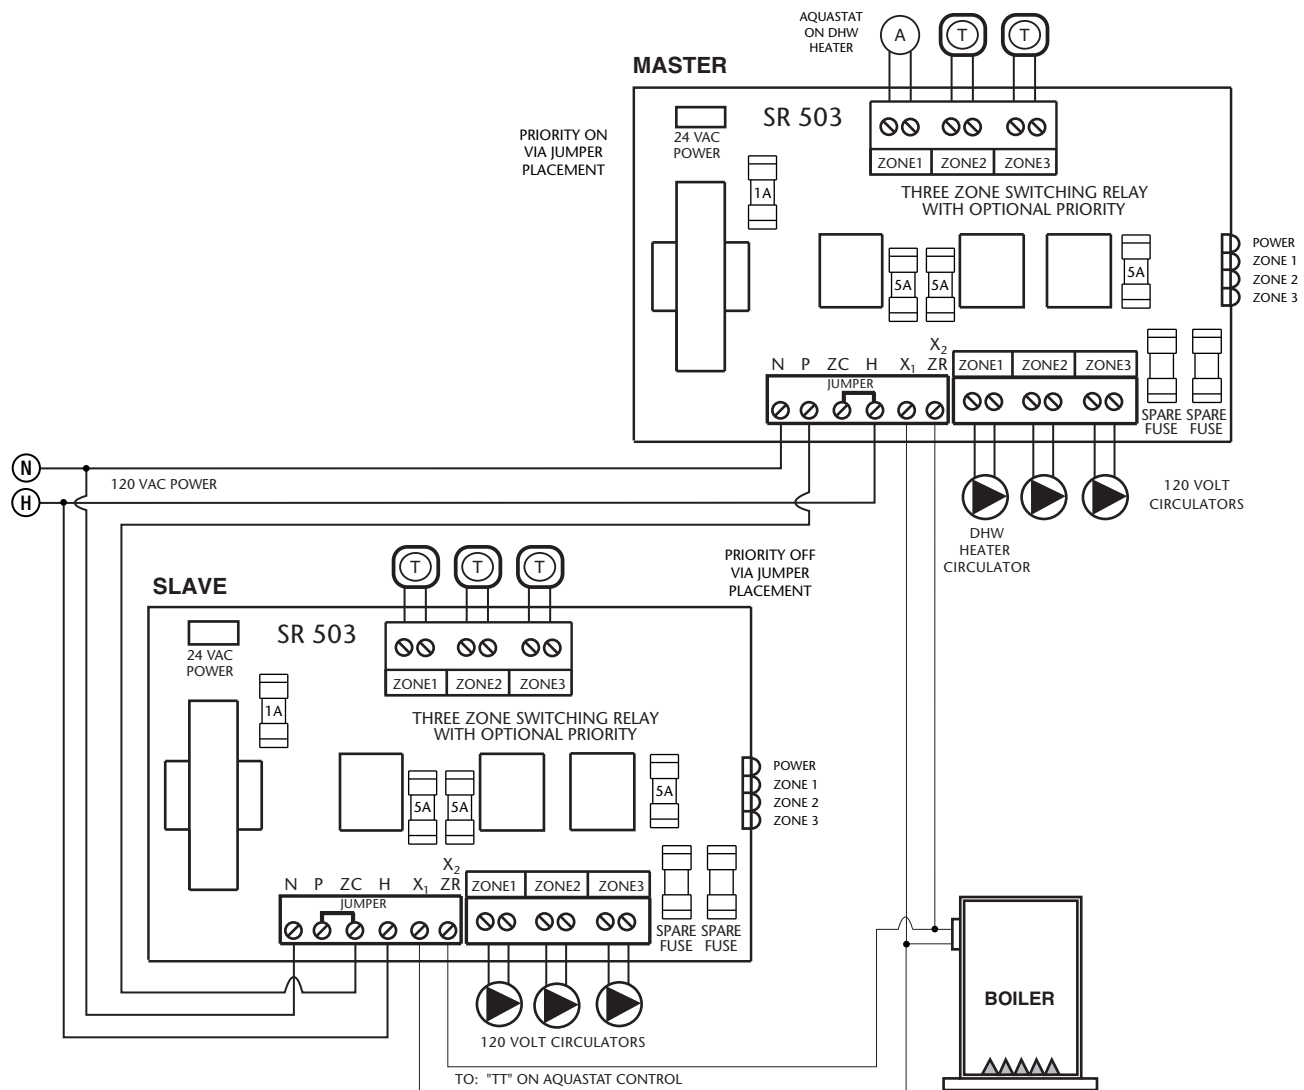 AQUASTAT
ON DHW
HEATER
A
T
T
MASTER
PRIORITY ON
VIA JUMPER
PLACEMENT
24 VAC
POWER
SR 503
1A
ZONE1 ZONE2 ZONE3
THREE ZONE SWITCHING RELAY
WITH OPTIONAL PRIORITY
5A
5A
5A
POWER
ZONE 1
ZONE 2
ZONE 3
N P ZC H X1 X2
ZR
JUMPER
ZONE1 ZONE2 ZONE3
SPARE
FUSE
SPARE
FUSE
N
H
120 VAC POWER
DHW
HEATER
CIRCULATOR
120 VOLT
CIRCULATORS
T
T
T
PRIORITY OFF
VIA JUMPER
PLACEMENT
SLAVE
24 VAC
POWER
SR 503
1A
ZONE1 ZONE2 ZONE3
THREE ZONE SWITCHING RELAY
WITH OPTIONAL PRIORITY
5A
5A
5A
POWER
ZONE 1
ZONE 2
ZONE 3
N P ZC H X1 X2
ZR
JUMPER
ZONE1 ZONE2 ZONE3
SPARE
FUSE
SPARE
FUSE
120 VOLT CIRCULATORS
TO: "TT" ON AQUASTAT CONTROL
BOILER